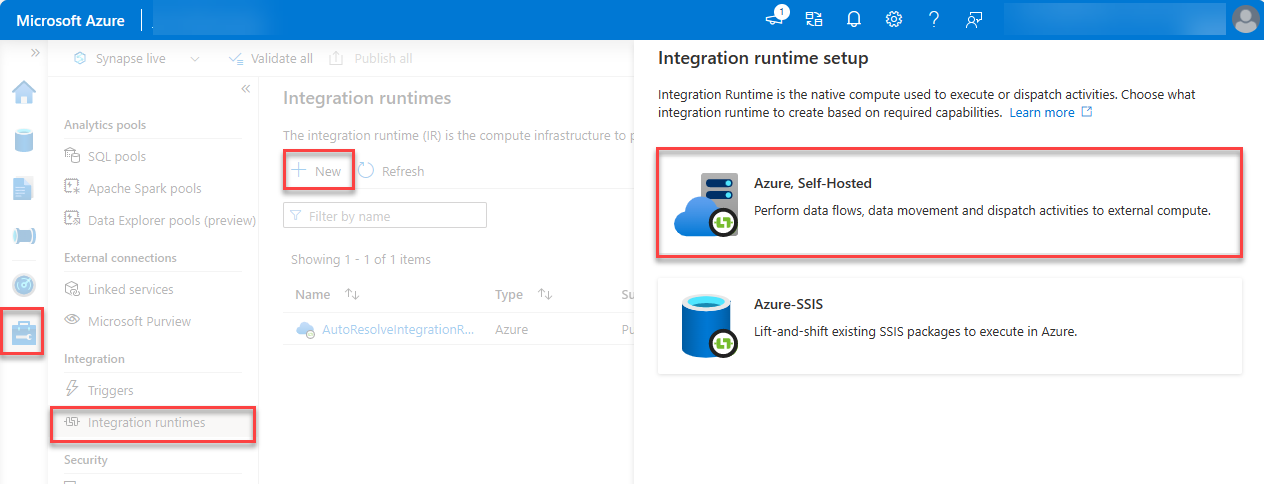 Microsoft Azure
1
Synapse live
Validate all
Publish all
Analytics pools
SQL pools
Apache Spark pools
Data Explorer pools (preview)
External connections
Linked services
Microsoft Purview
Integration
Triggers
Integration runtimes
Security
Integration runtimes
The integration runtime (IR) is the compute infrastructure to p
New
Refresh
Filter by name
Showing 1 - 1 of 1 items
Name Type Su
AutoResolveIntegrationR... Azure Pu
Integration runtime setup
Integration Runtime is the native compute used to execute or dispatch activities. Choose what
integration runtime to create based on required capabilities. Learn more
Azure, Self-Hosted
Perform data flows, data movement and dispatch activities to external compute.
Azure-SSIS
Lift-and-shift existing SSIS packages to execute in Azure.